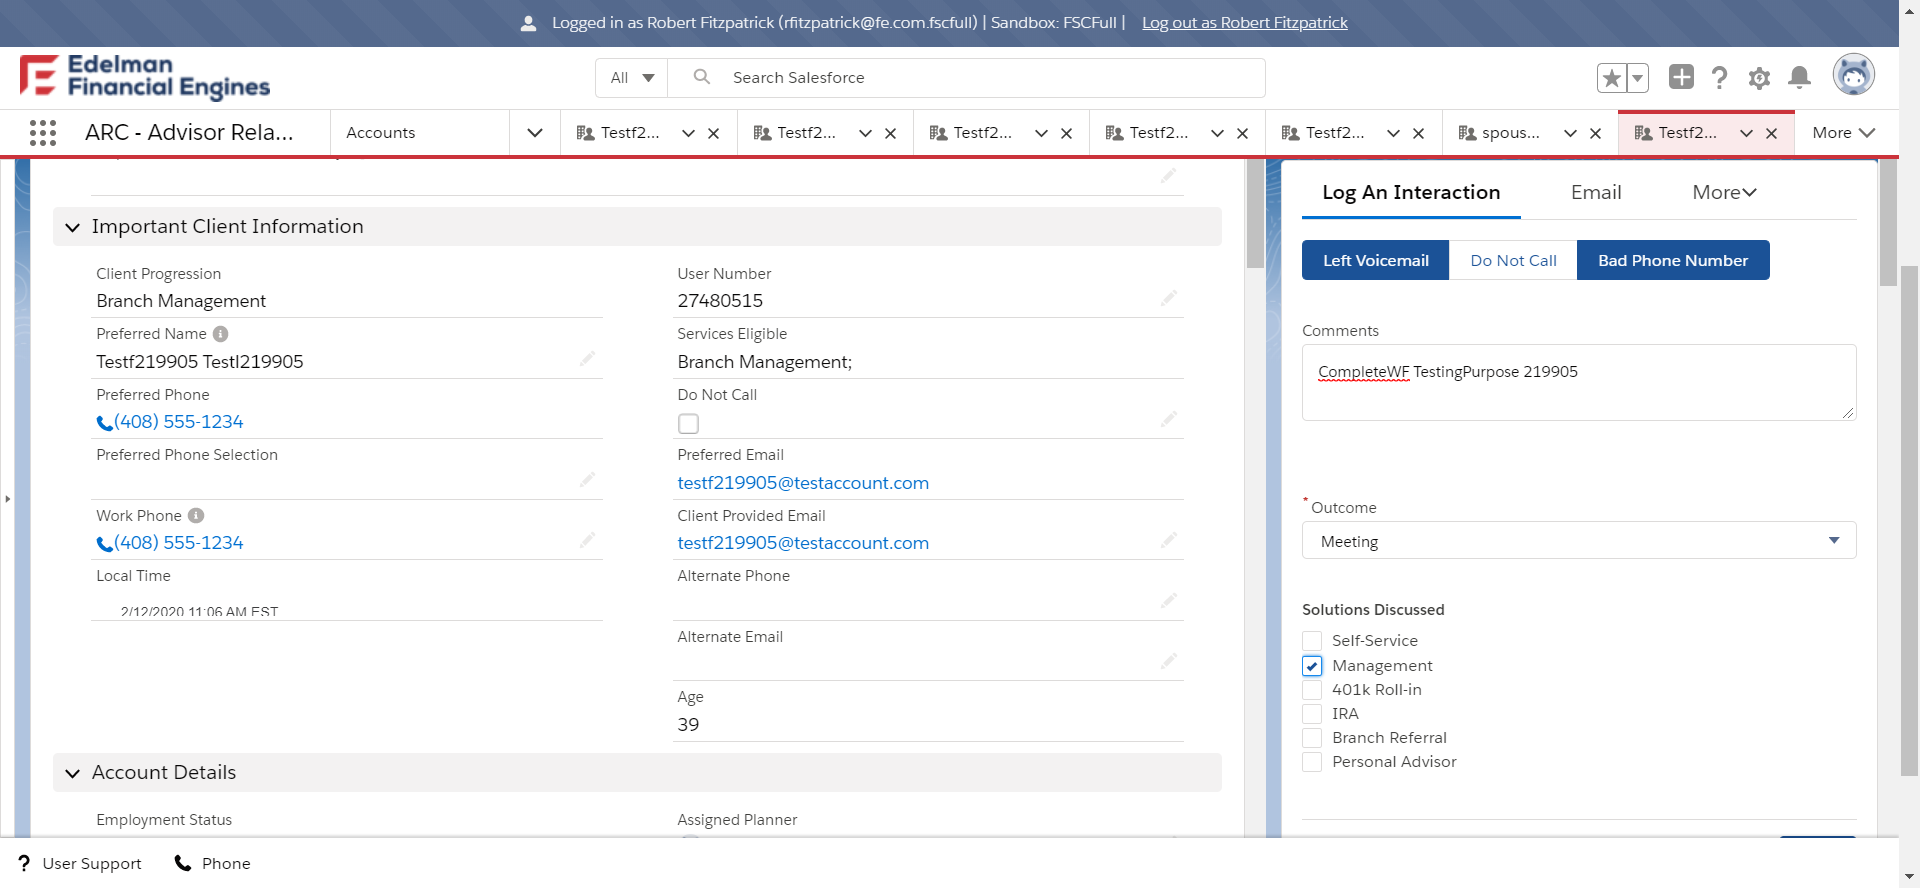 Logged in as Robert Fitzpatrick (rfitzpatrick@fe.com.fscfull) | Sandbox: FSCFull | Log out as Robert Fitzpatrick
Edelman
Financial Engines
All
Search Salesforce
ARC - Advisor Rela...
Accounts
Testf2...
Testf2...
Testf2...
Testf2...
Testf2...
spous...
Testf2...
More
Important Client Information
Client Progression
Branch Management
Preferred Name
Testf219905 Testl219905
Preferred Phone
(408) 555-1234
Preferred Phone Selection
Work Phone
(408) 555-1234
Local Time
2/12/2020 11:06 AM EST
User Number
27480515
Services Eligible
Branch Management;
Do Not Call
Preferred Email
testf219905@testaccount.com
Client Provided Email
testf219905@testaccount.com
Alternate Phone
Alternate Email
Age
39
Account Details
Employment Status
Assigned Planner
Log An Interaction
Email
More
Left Voicemail
Do Not Call
Bad Phone Number
Comments
CompleteWF TestingPurpose 219905
* Outcome
Meeting
Solutions Discussed
Self-Service
Management
401k Roll-in
IRA
Branch Referral
Personal Advisor
? User Support
Phone